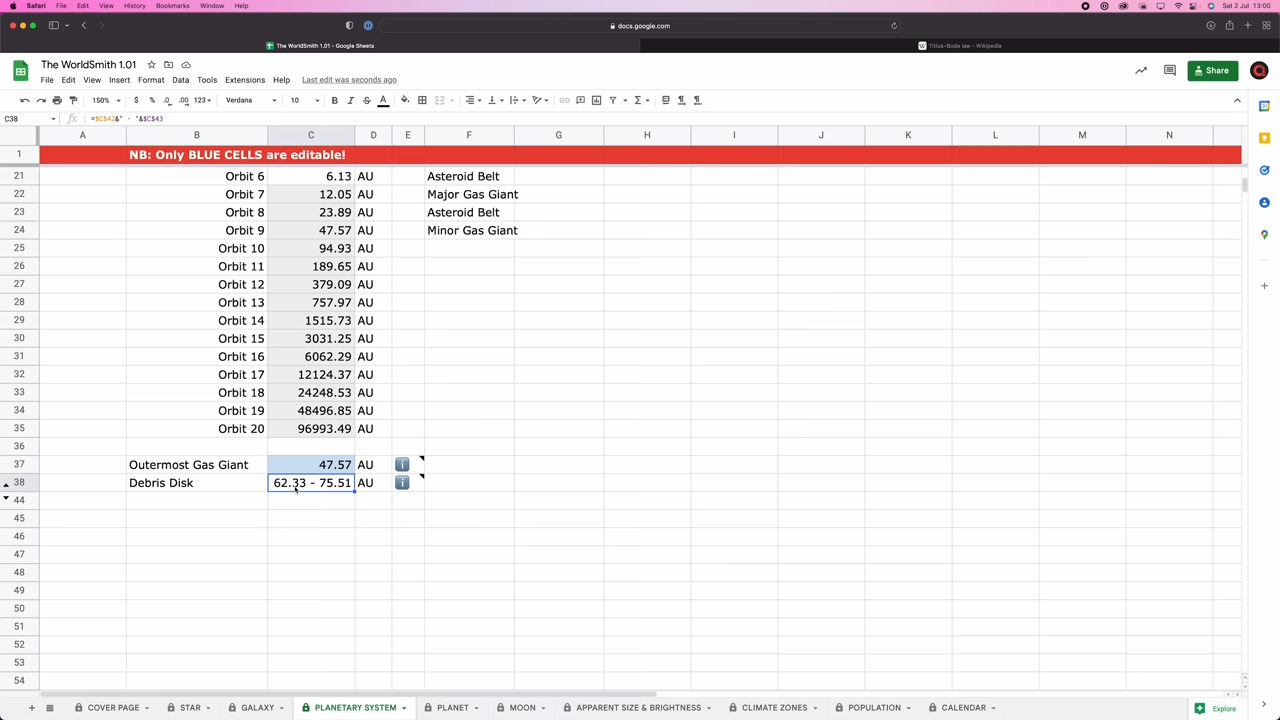 Safari File Edit View History Bookmarks Window Help Sat 2 Jul 13:00
docs.google.com
The WorldSmith 1.01 - Google Sheets Titius-Bode law - Wikipedia
The WorldSmith 1.01
Share
File Edit View Insert Format Data Tools Extensions Help Last edit was seconds ago
150% $ % .0 .00 123 Verdana 10 B I S A
C38 fx =$C$42&" - "&$C$43
A B C D E F G H I J K L M N
1 NB: Only BLUE CELLS are editable!
21 Orbit 6 6.13 AU Asteroid Belt
22 Orbit 7 12.05 AU Major Gas Giant
23 Orbit 8 23.89 AU Asteroid Belt
24 Orbit 9 47.57 AU Minor Gas Giant
25 Orbit 10 94.93 AU
26 Orbit 11 189.65 AU
27 Orbit 12 379.09 AU
28 Orbit 13 757.97 AU
29 Orbit 14 1515.73 AU
30 Orbit 15 3031.25 AU
31 Orbit 16 6062.29 AU
32 Orbit 17 12124.37 AU
33 Orbit 18 24248.53 AU
34 Orbit 19 48496.85 AU
35 Orbit 20 96993.49 AU
36
37 Outermost Gas Giant 47.57 AU i
38 Debris Disk 62.33 - 75.51 AU i
44
45
46
47
48
49
50
51
52
53
54
COVER PAGE STAR GALAXY PLANETARY SYSTEM PLANET MOON APPARENT SIZE & BRIGHTNESS CLIMATE ZONES POPULATION CALENDAR Explore